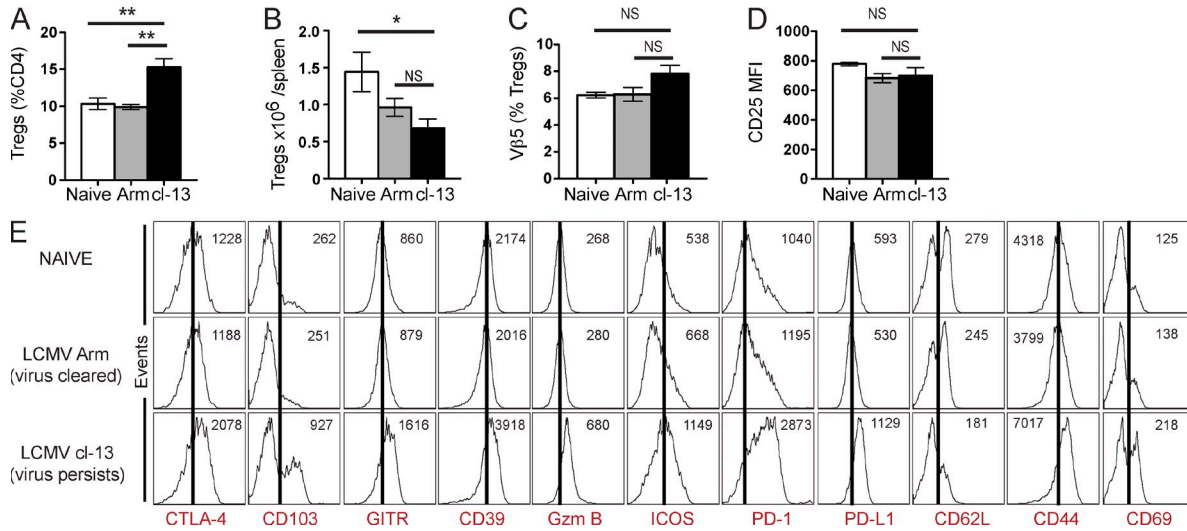 A
Tregs (%CD4)
20
15
10
5
0
**
**
Naive Arm cl-13
B
Tregs x10⁶ /spleen
2.0
1.5
1.0
0.5
0.0
*
NS
Naive Arm cl-13
C
Vβ5 (% Tregs)
10
8
6
4
2
0
NS
NS
Naive Arm cl-13
D
CD25 MFI
1000
800
600
400
200
0
NS
NS
Naive Arm cl-13
E
Events
NAIVE
1228 262 860 2174 268 538 1040 593 279 4318 125
LCMV Arm
(virus cleared)
1188 251 879 2016 280 668 1195 530 245 3799 138
LCMV cl-13
(virus persists)
2078 927 1616 3918 680 1149 2873 1129 181 7017 218
CTLA-4 CD103 GITR CD39 Gzm B ICOS PD-1 PD-L1 CD62L CD44 CD69